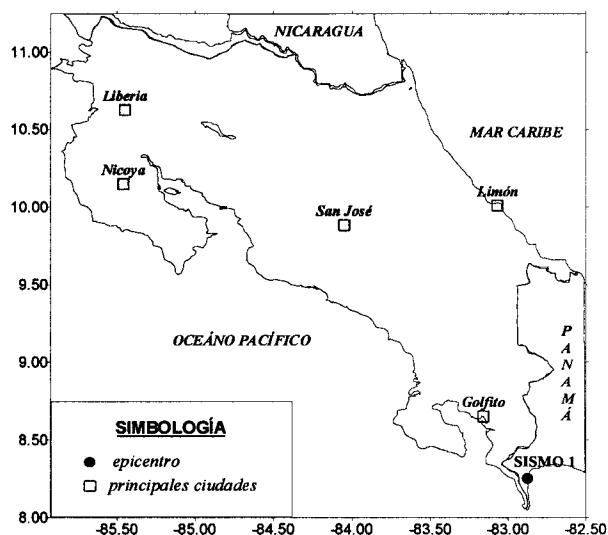 NICARAGUA
11.00
Liberia
10.50
MAR CARIBE
Nicoya
Limón
San José
10.00
9.50
OCEÁNO PACÍFICO
PANAMÁ
9.00
Golfito
SIMBOLOGÍA
8.50
SISMO 1
epicentro
principales ciudades
8.00
-85.50 -85.00 -84.50 -84.00 -83.50 -83.00 -82.50